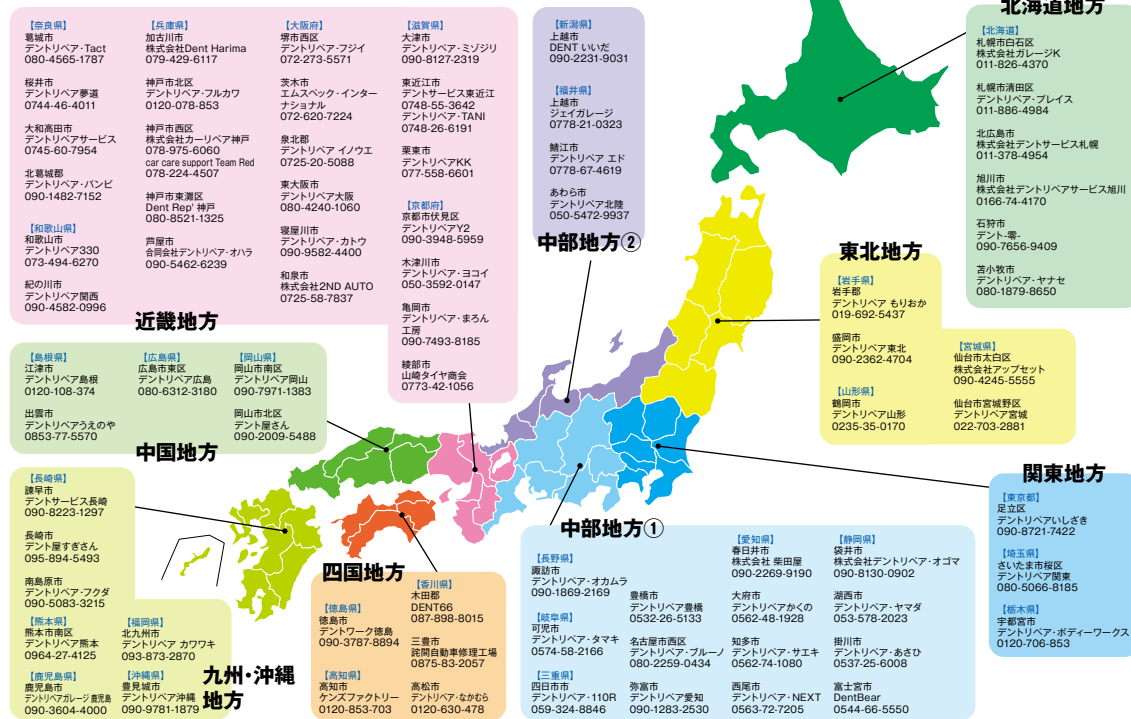 【奈良県】
葛城市
デントリペア・Tact
080-4565-1787
桜井市
デントリペア夢道
0744-46-4011
大和高田市
デントリペアサービス
0745-60-7954
北葛城郡
デントリペア・バンビ
090-1482-7152
【和歌山県】
和歌山市
デントリペア330
073-494-6270
紀の川市
デントリペア関西
090-4582-0996
【兵庫県】
加古川市
株式会社Dent Harima
079-429-6117
神戸市北区
デントリペア・フルカワ
0120-078-853
神戸市西区
株式会社カーリペア神戸
078-975-6060
car care support Team Red
078-224-4507
神戸市東灘区
Dent Rep' 神戸
080-8521-1325
芦屋市
合同会社デントリペア・オハラ
090-5462-6239
【大阪府】
堺市西区
デントリペア・フジイ
072-273-5571
茨木市
エムスペック・インター
ナショナル
072-620-7224
泉北郡
デントリペア イノウエ
0725-20-5088
東大阪市
デントリペア大阪
080-4240-1060
寝屋川市
デントリペア・カトウ
090-9582-4400
和泉市
株式会社2ND AUTO
0725-58-7837
【滋賀県】
大津市
デントリペア・ミゾジリ
090-8127-2319
東近江市
デントサービス東近江
0748-55-3642
デントリペア・TANI
0748-26-6191
栗東市
デントリペアKK
077-558-6601
【京都府】
京都市伏見区
デントリペアY2
090-3948-5959
木津川市
デントリペア・ヨコイ
050-3592-0147
亀岡市
デントリペア・まろん
工房
090-7493-8185
綾部市
山崎タイヤ商会
0773-42-1056
近畿地方
【新潟県】
上越市
DENT いいだ
090-2231-9031
【福井県】
上越市
ジェイガレージ
0778-21-0323
鯖江市
デントリペア エド
0778-67-4619
あわら市
デントリペア北陸
050-5472-9937
中部地方②
北海道地方
【北海道】
札幌市白石区
株式会社ガレージK
011-826-4370
札幌市清田区
デントリペア・プレイス
011-886-4984
北広島市
株式会社デントサービス札幌
011-378-4954
旭川市
株式会社デントリペアサービス旭川
0166-74-4170
石狩市
デント-零-
090-7656-9409
苫小牧市
デントリペア・ヤナセ
080-1879-8650
東北地方
【岩手県】
岩手郡
デントリペア もりおか
019-692-5437
盛岡市
デントリペア東北
090-2362-4704
【山形県】
鶴岡市
デントリペア山形
0235-35-0170
【宮城県】
仙台市太白区
株式会社アップセット
090-4245-5555
仙台市宮城野区
デントリペア宮城
022-703-2881
【島根県】
江津市
デントリペア島根
0120-108-374
出雲市
デントリペアうえのや
0853-77-5570
【広島県】
広島市東区
デントリペア広島
080-6312-3180
【岡山県】
岡山市南区
デントリペア岡山
090-7971-1383
岡山市北区
デント屋さん
090-2009-5488
中国地方
【長崎県】
諫早市
デントサービス長崎
090-8223-1297
長崎市
デント屋すぎさん
095-894-5493
南島原市
デントリペア・フクダ
090-5083-3215
【熊本県】
熊本市南区
デントリペア熊本
0964-27-4125
【鹿児島県】
鹿児島市
デントリペアガレージ 鹿児島
090-3604-4000
【福岡県】
北九州市
デントリペア カワワキ
093-873-2870
【沖縄県】
豊見城市
デントリペア沖縄
090-9781-1879
九州・沖縄
地方
四国地方
【徳島県】
徳島市
デントワーク徳島
090-3787-8894
【高知県】
高知市
ケンズファクトリー
0120-853-703
【香川県】
木田郡
DENT66
087-898-8015
三豊市
詫間自動車修理工場
0875-83-2057
高松市
デントリペア・なかむら
0120-630-478
中部地方①
【長野県】
諏訪市
デントリペア・オカムラ
090-1869-2169
【岐阜県】
可児市
デントリペア・タマキ
0574-58-2166
【三重県】
四日市市
デントリペア・110R
059-324-8846
豊橋市
デントリペア豊橋
0532-26-5133
名古屋市西区
デントリペア・ブルーノ
080-2259-0434
弥富市
デントリペア愛知
090-1283-2530
【愛知県】
春日井市
株式会社 柴田屋
090-2269-9190
大府市
デントリペアかくの
0562-48-1928
知多市
デントリペア・サエキ
0562-74-1080
西尾市
デントリペア・NEXT
0563-72-7205
【静岡県】
袋井市
株式会社デントリペア・オゴマ
090-8130-0902
湖西市
デントリペア・ヤマダ
053-578-2023
掛川市
デントリペア・あさひ
0537-25-6008
富士宮市
DentBear
0544-66-5550
関東地方
【東京都】
足立区
デントリペアいしざき
090-8721-7422
【埼玉県】
さいたま市桜区
デントリペア関東
080-5066-8185
【栃木県】
宇都宮市
デントリペア・ボディーワークス
0120-706-853